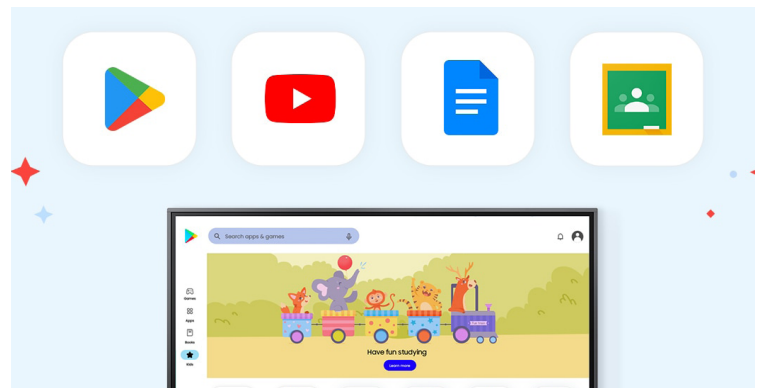 Search apps & games
Games
Apps
Books
Kids
Have fun studying
Learn more